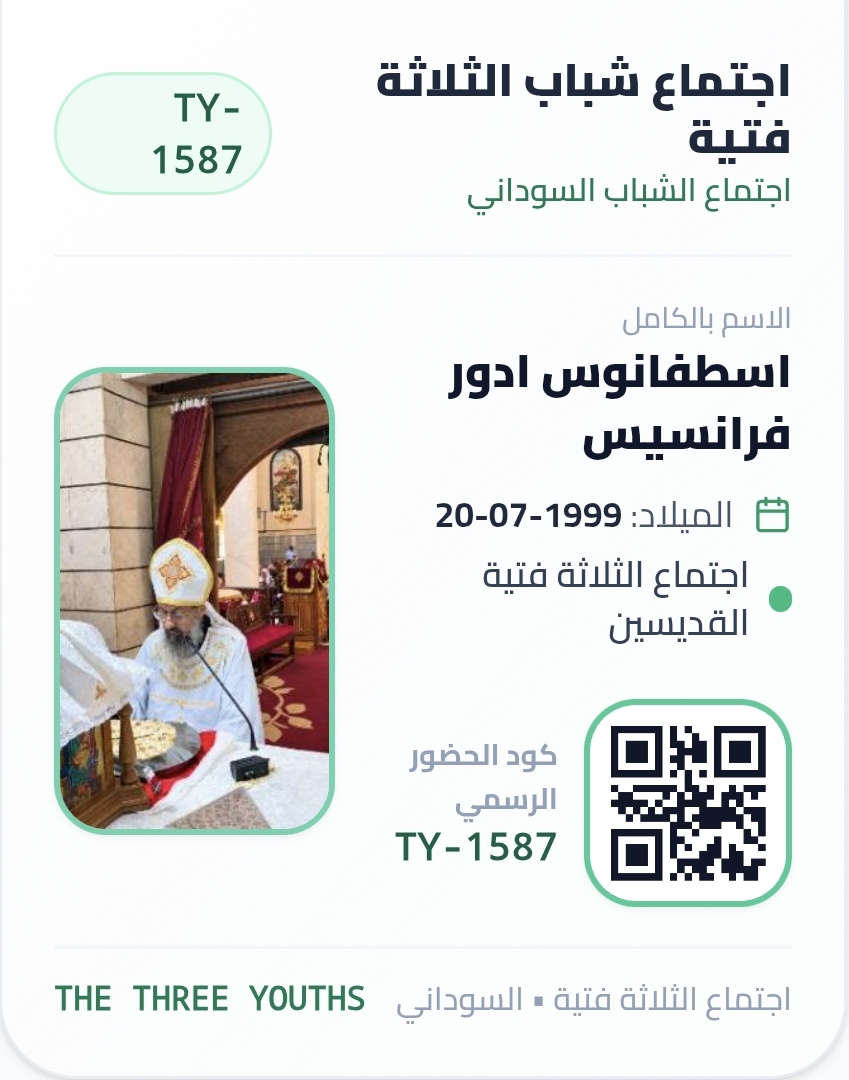 اجتماع شباب الثلاثة
فتية
اجتماع الشباب السوداني
TY-
1587
الاسم بالكامل
اسطفانوس ادور
فرانسيس
الميلاد: 1999-07-20
اجتماع الثلاثة فتية
القديسين
كود الحضور
الرسمي
TY-1587
اجتماع الثلاثة فتية ▪ السوداني
THE THREE YOUTHS